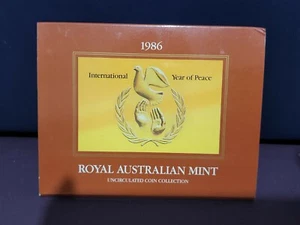 1986
International Year of Peace
ROYAL AUSTRALIAN MINT
UNCIRCULATED COIN COLLECTION